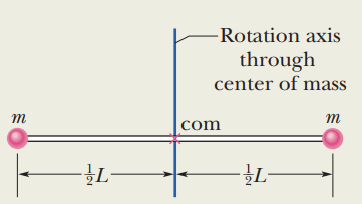 Rotation axis
through
center of mass
m
m
com
½L
½L